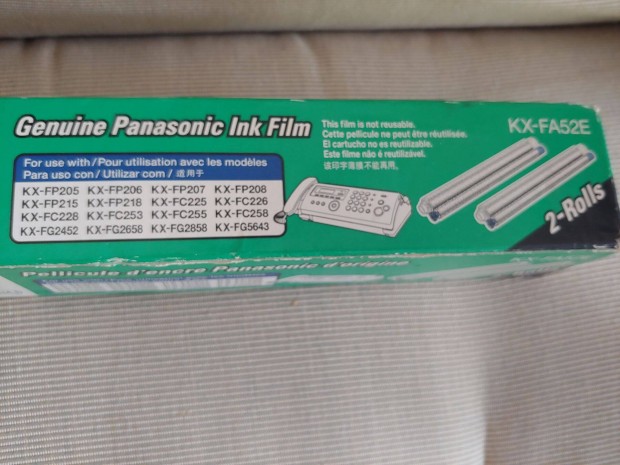 Genuine Panasonic Ink Film
This film is not reusable.
Cette pellicule ne peut être réutilisée.
El cartucho no es reutilizable.
Este filme não é reutilizável.
该印字薄膜不能再用。
KX-FA52E
2-Rolls
For use with/Pour utilisation avec les modèles
Para uso con/Utilizar com/适用于
KX-FP205 KX-FP206 KX-FP207 KX-FP208
KX-FP215 KX-FP218 KX-FC225 KX-FC226
KX-FC228 KX-FC253 KX-FC255 KX-FC258
KX-FG2452 KX-FG2658 KX-FG2858 KX-FG5643
Pellicule d'encre Panasonic d'origine